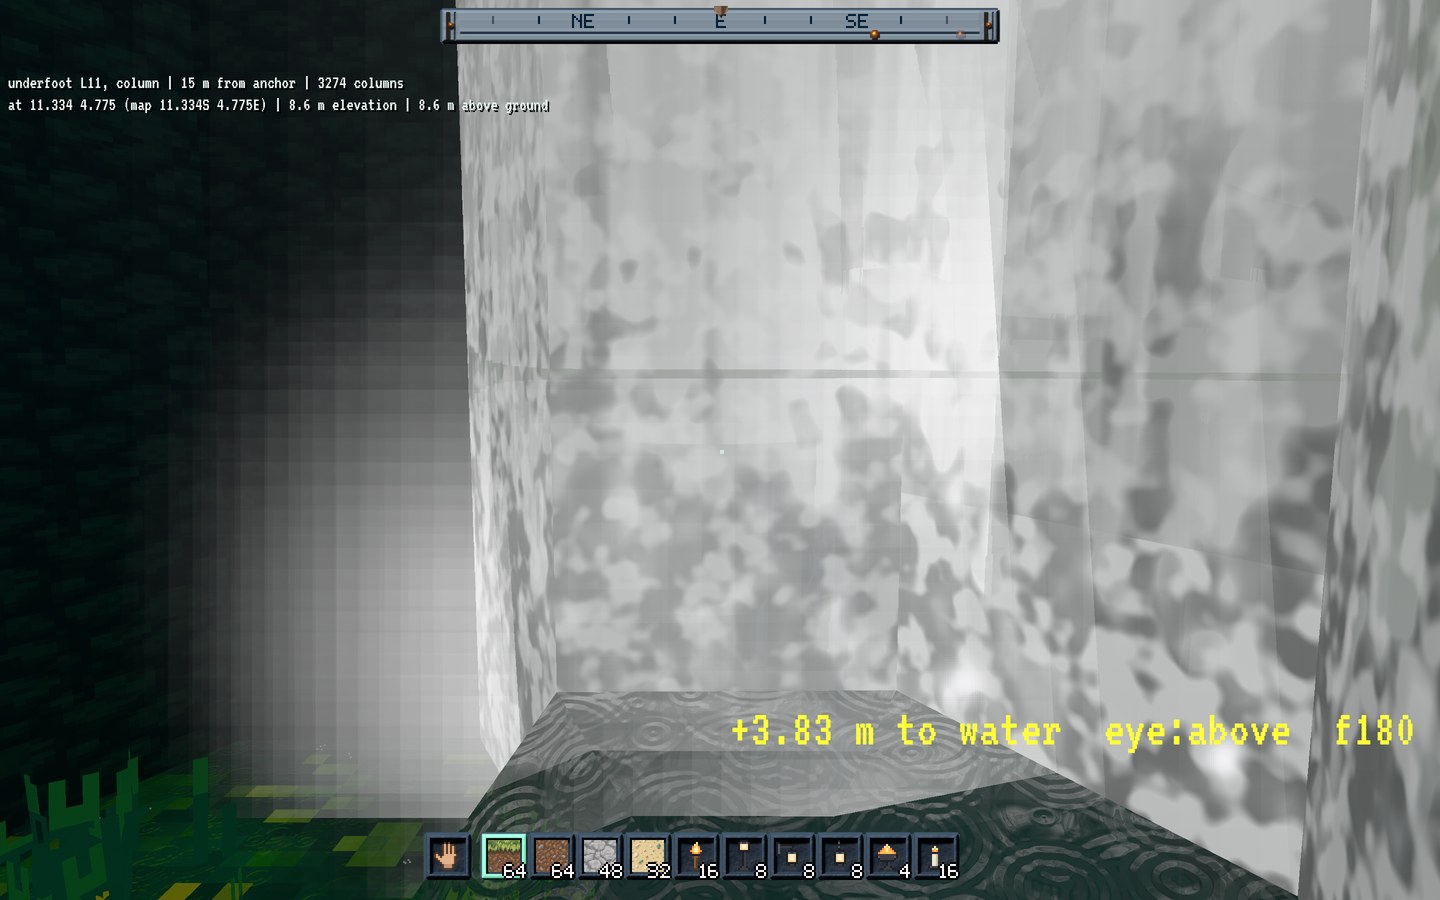 NE E SE
underfoot L11, column | 15 m from anchor | 3274 columns
at 11.334 4.775 (map 11.334S 4.775E) | 8.6 m elevation | 8.6 m above ground
+3.83 m to water eye:above f180
64 64 48 32 16 8 8 8 4 16